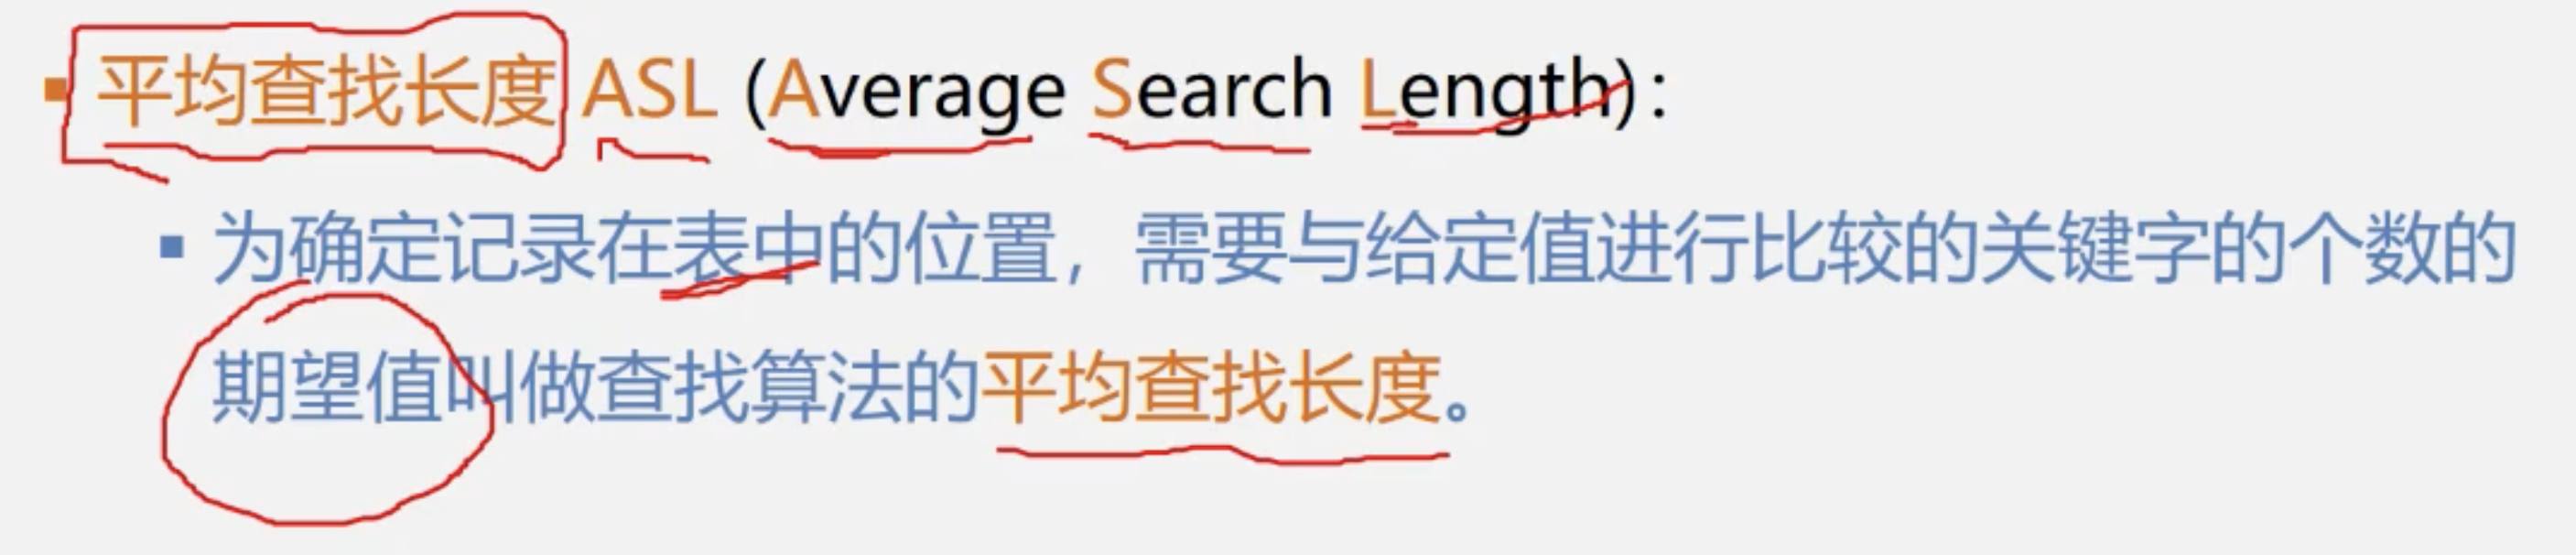 平均查找长度 ASL (Average Search Length)：
为确定记录在表中的位置，需要与给定值进行比较的关键字的个数的
期望值叫做查找算法的平均查找长度。